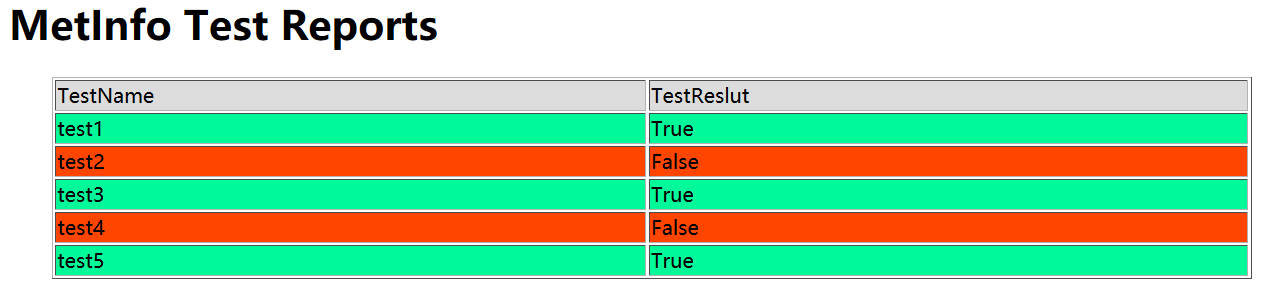 MetInfo Test Reports
TestName TestReslut
test1 True
test2 False
test3 True
test4 False
test5 True